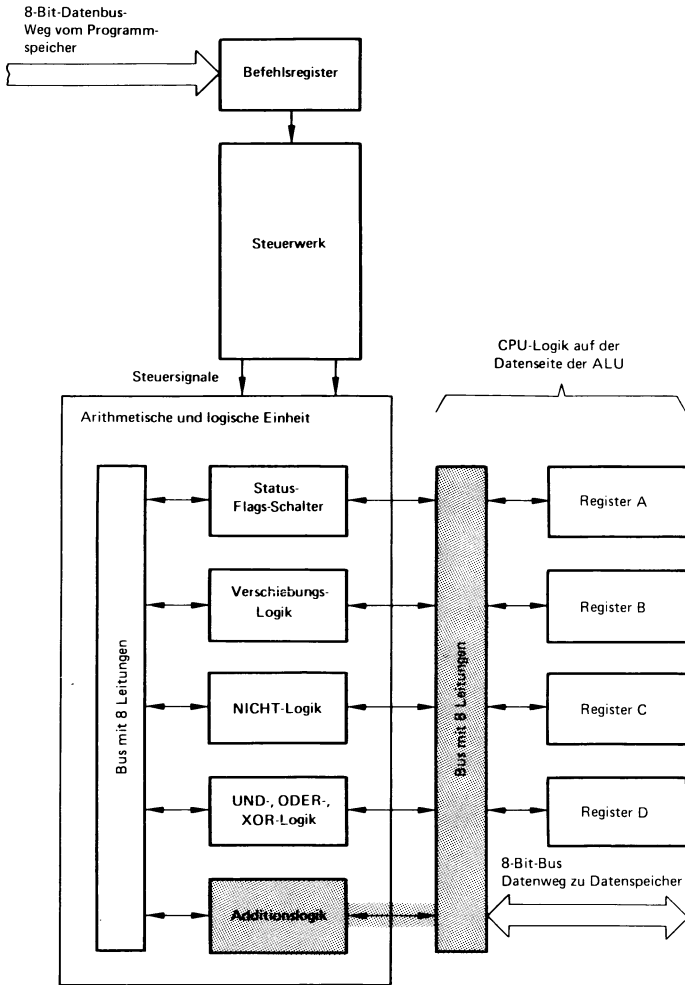 8-Bit-Datenbus-
Weg vom Programm-
speicher
Befehlsregister
Steuerwerk
CPU-Logik auf der
Datenseite der ALU
Steuersignale
Arithmetische und logische Einheit
Bus mit 8 Leitungen
Status-
Flags-Schalter
Verschiebungs-
Logik
NICHT-Logik
UND-, ODER-,
XOR-Logik
Additionslogik
Bus mit 8 Leitungen
Register A
Register B
Register C
Register D
8-Bit-Bus
Datenweg zu Datenspeicher